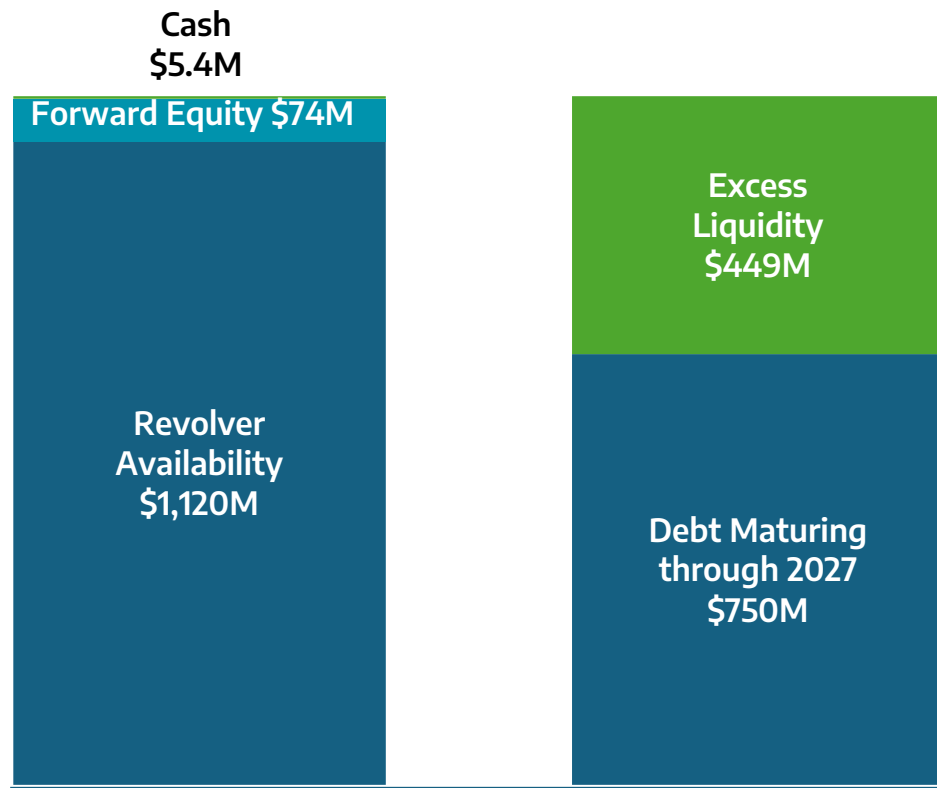 Cash
$5.4M
Forward Equity $74M
Revolver
Availability
$1,120M
Excess
Liquidity
$449M
Debt Maturing
through 2027
$750M